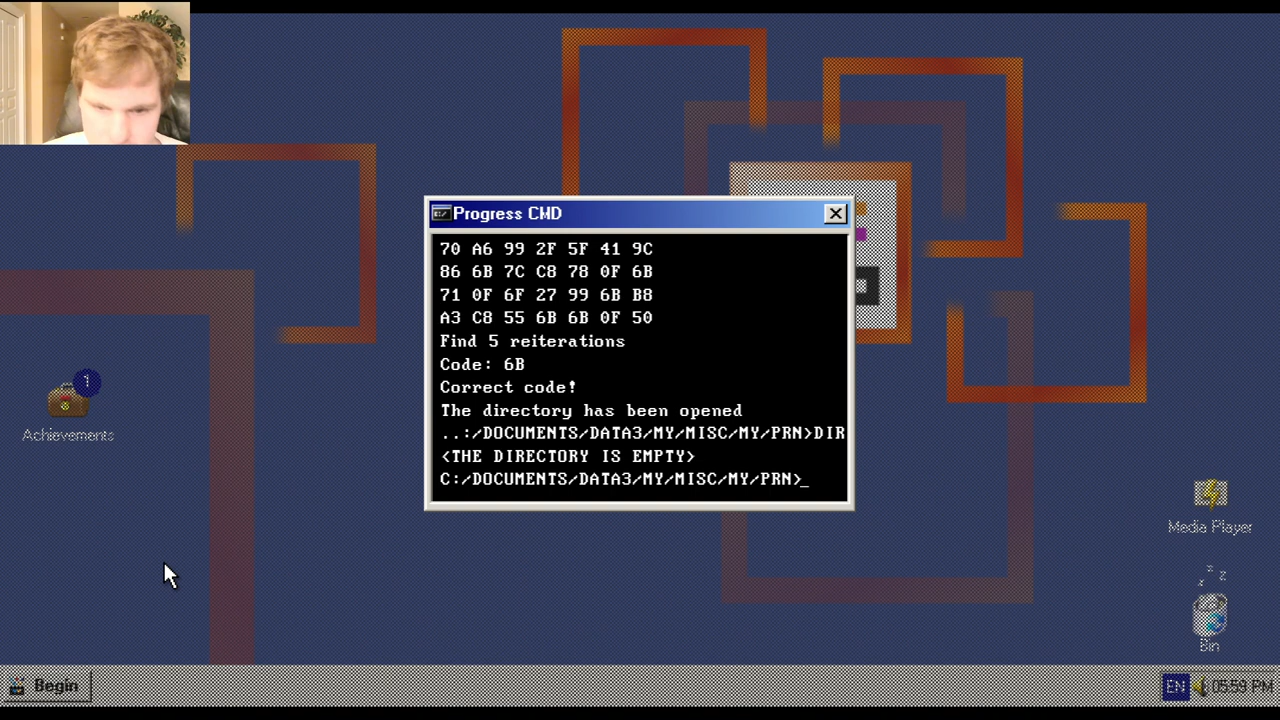 Progress CMD
70 A6 99 2F 5F 41 9C
86 6B 7C C8 78 0F 6B
71 0F 6F 27 99 6B B8
A3 C8 55 6B 6B 0F 50
Find 5 reiterations
Code: 6B
Correct code!
The directory has been opened
..:/DOCUMENTS/DATA3/MY/MISC/MY/PRN>DIR
<THE DIRECTORY IS EMPTY>
C:/DOCUMENTS/DATA3/MY/MISC/MY/PRN>_
1
Achievements
Media Player
z z z
Bin
Begin
EN 05:59 PM